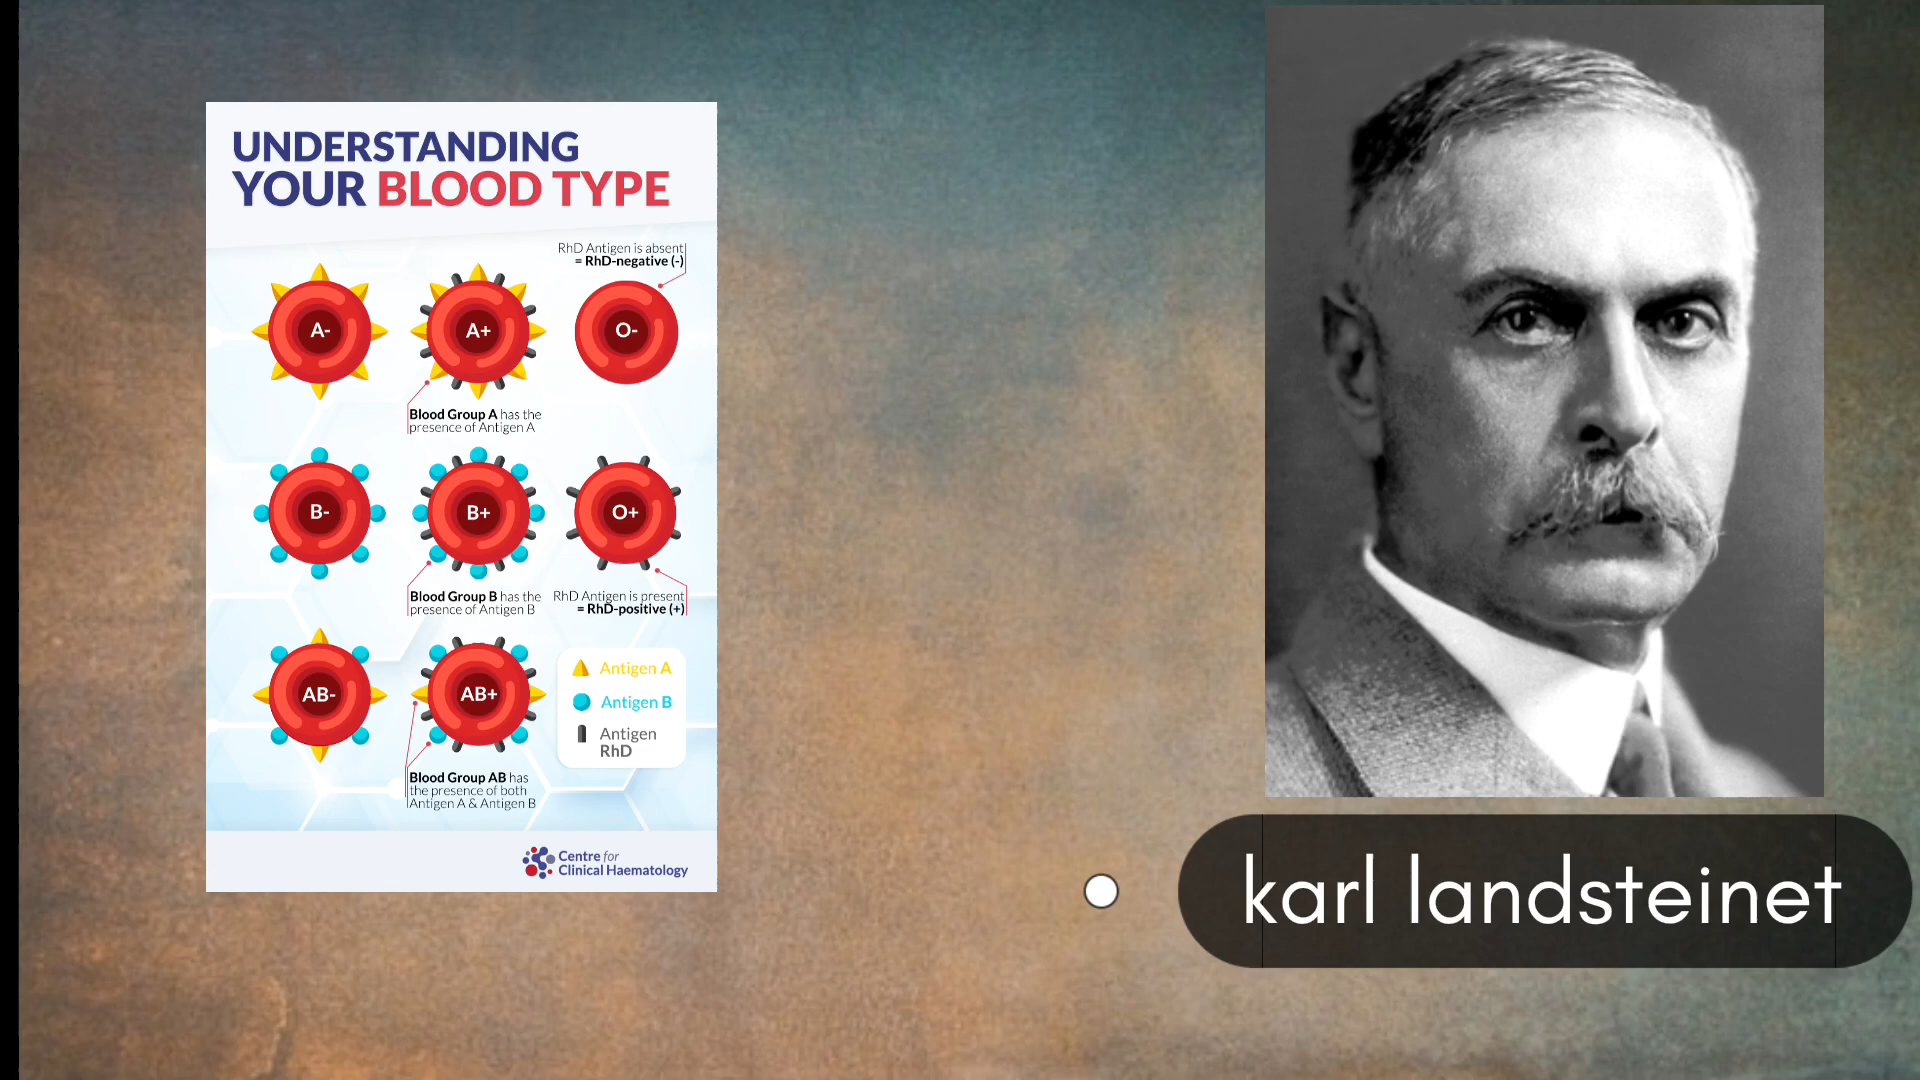 UNDERSTANDING
YOUR BLOOD TYPE
RhD Antigen is absent
= RhD-negative (-)
A-
A+
O-
Blood Group A has the
presence of Antigen A
B-
B+
O+
Blood Group B has the
presence of Antigen B
RhD Antigen is present
= RhD-positive (+)
AB-
AB+
Antigen A
Antigen B
Antigen
RhD
Blood Group AB has
the presence of both
Antigen A & Antigen B
Centre for
Clinical Haematology
karl landsteinet